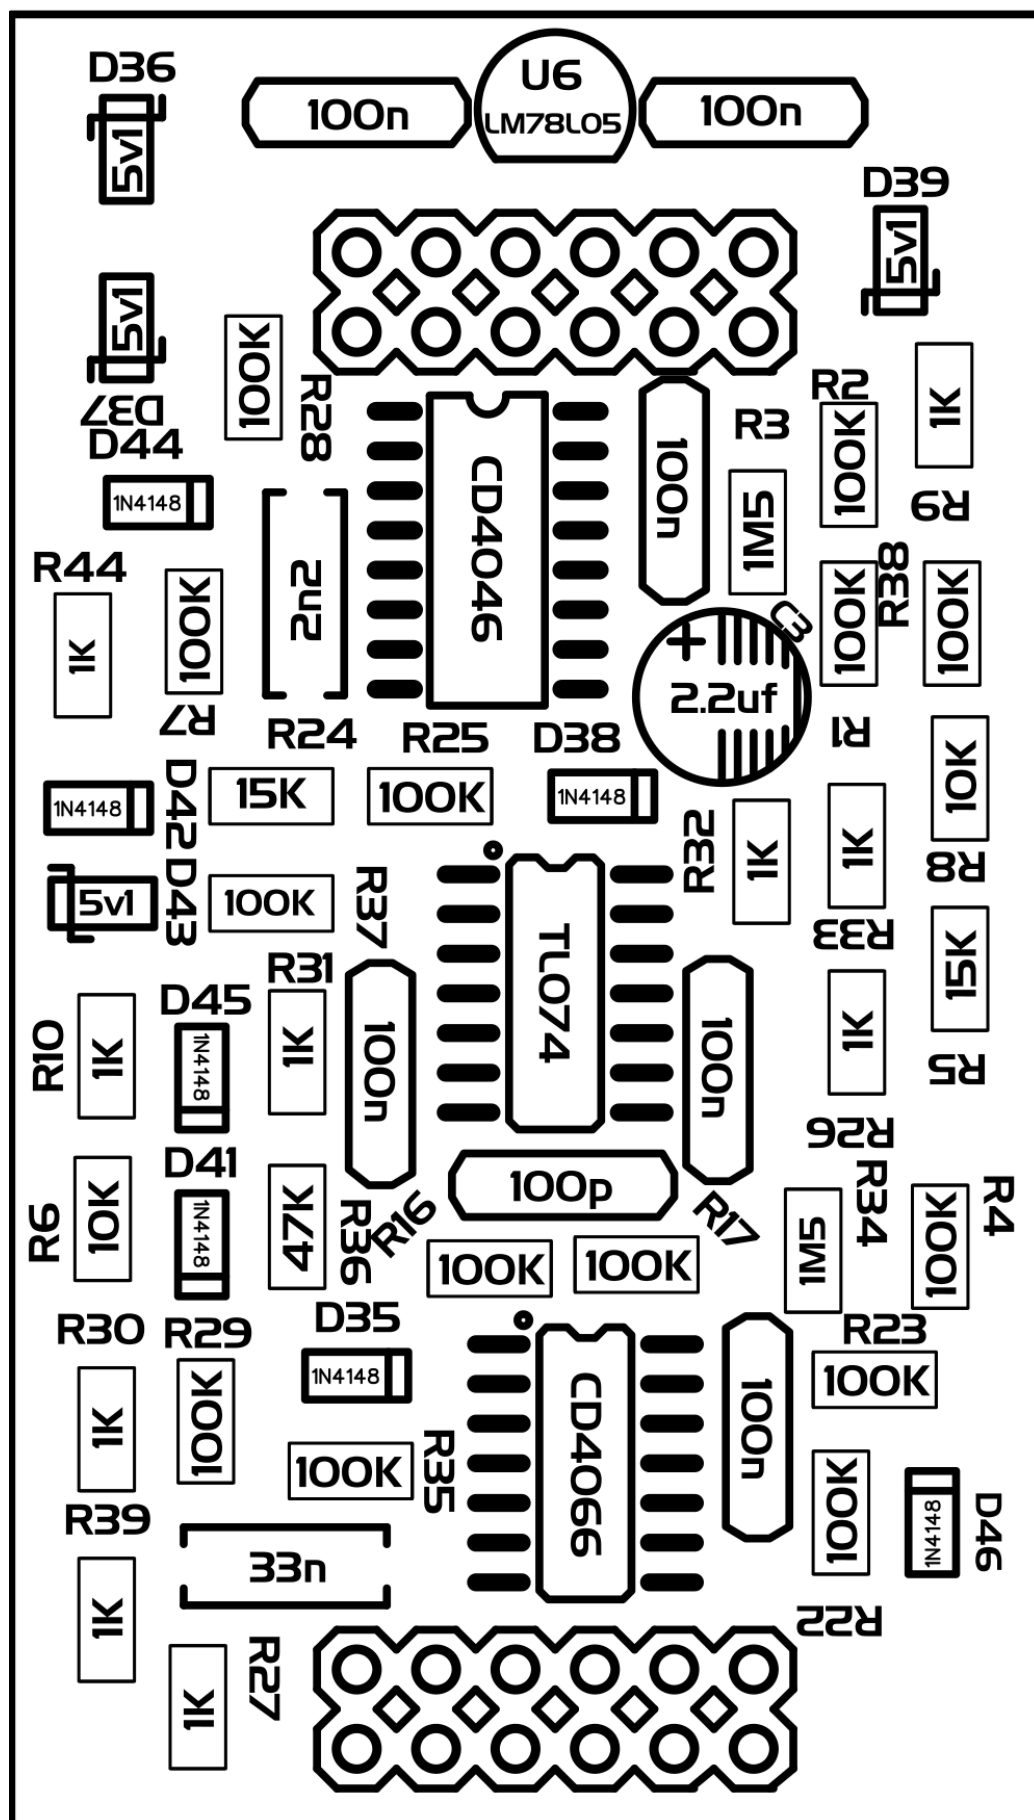 D36
U6
100n
LM78L05
100n
5v1
D39
5v1
5v1
D37
100K
R28
D44
1N4148
CD4046
100n
R3
R2
1K
100K
R9
1M5
R44
1K
100K
R7
2n2
C3
100K
R38
100K
2.2uf
R1
R24
R25
D38
15K
100K
1N4148
1N4148
D42
10K
R8
R32
1K
1K
R33
5v1
D43
100K
R37
TL074
15K
R5
R31
1K
100n
100n
1K
R26
R10
1K
D45
1N4148
D41
1N4148
R6
10K
47K
R36
R16
100p
R17
100K
100K
R34
1M5
R4
100K
R30
R29
D35
R23
1K
100K
1N4148
CD4066
100n
100K
100K
R35
100K
R22
1N4148
D46
R39
1K
33n
R27
1K